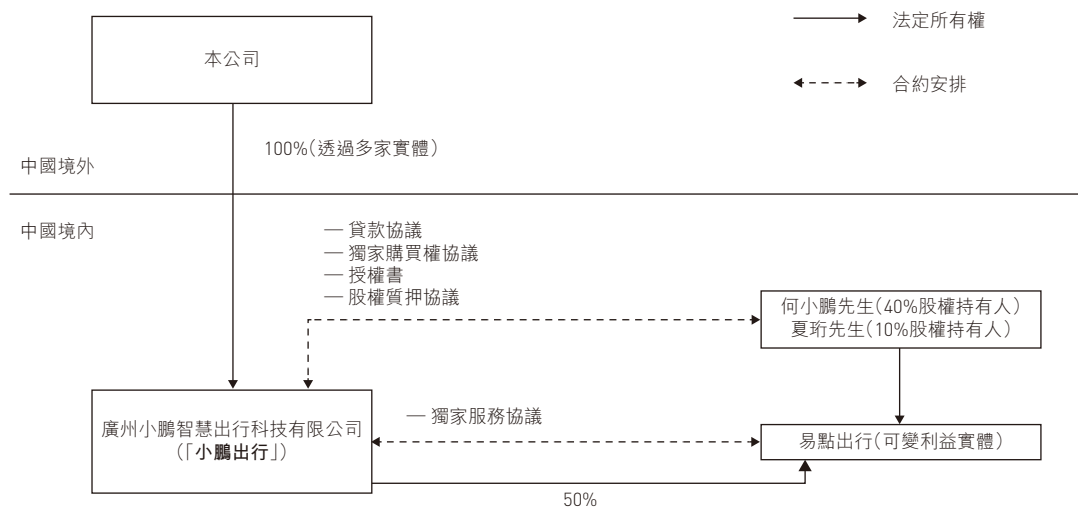 本公司
法定所有權
合約安排
100%(透過多家實體)
中國境外
中國境內
— 貸款協議
— 獨家購買權協議
— 授權書
— 股權質押協議
何小鵬先生(40%股權持有人)
夏珩先生(10%股權持有人)
廣州小鵬智慧出行科技有限公司
(「小鵬出行」)
— 獨家服務協議
易點出行(可變利益實體)
50%